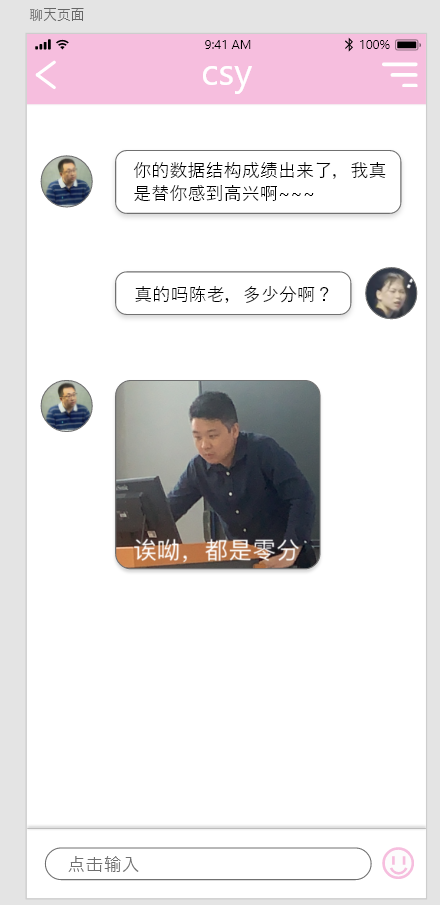 聊天页面
9:41 AM
100%
csy
你的数据结构成绩出来了，我真
是替你感到高兴啊~~~
真的吗陈老，多少分啊？
诶呦，都是零分
点击输入